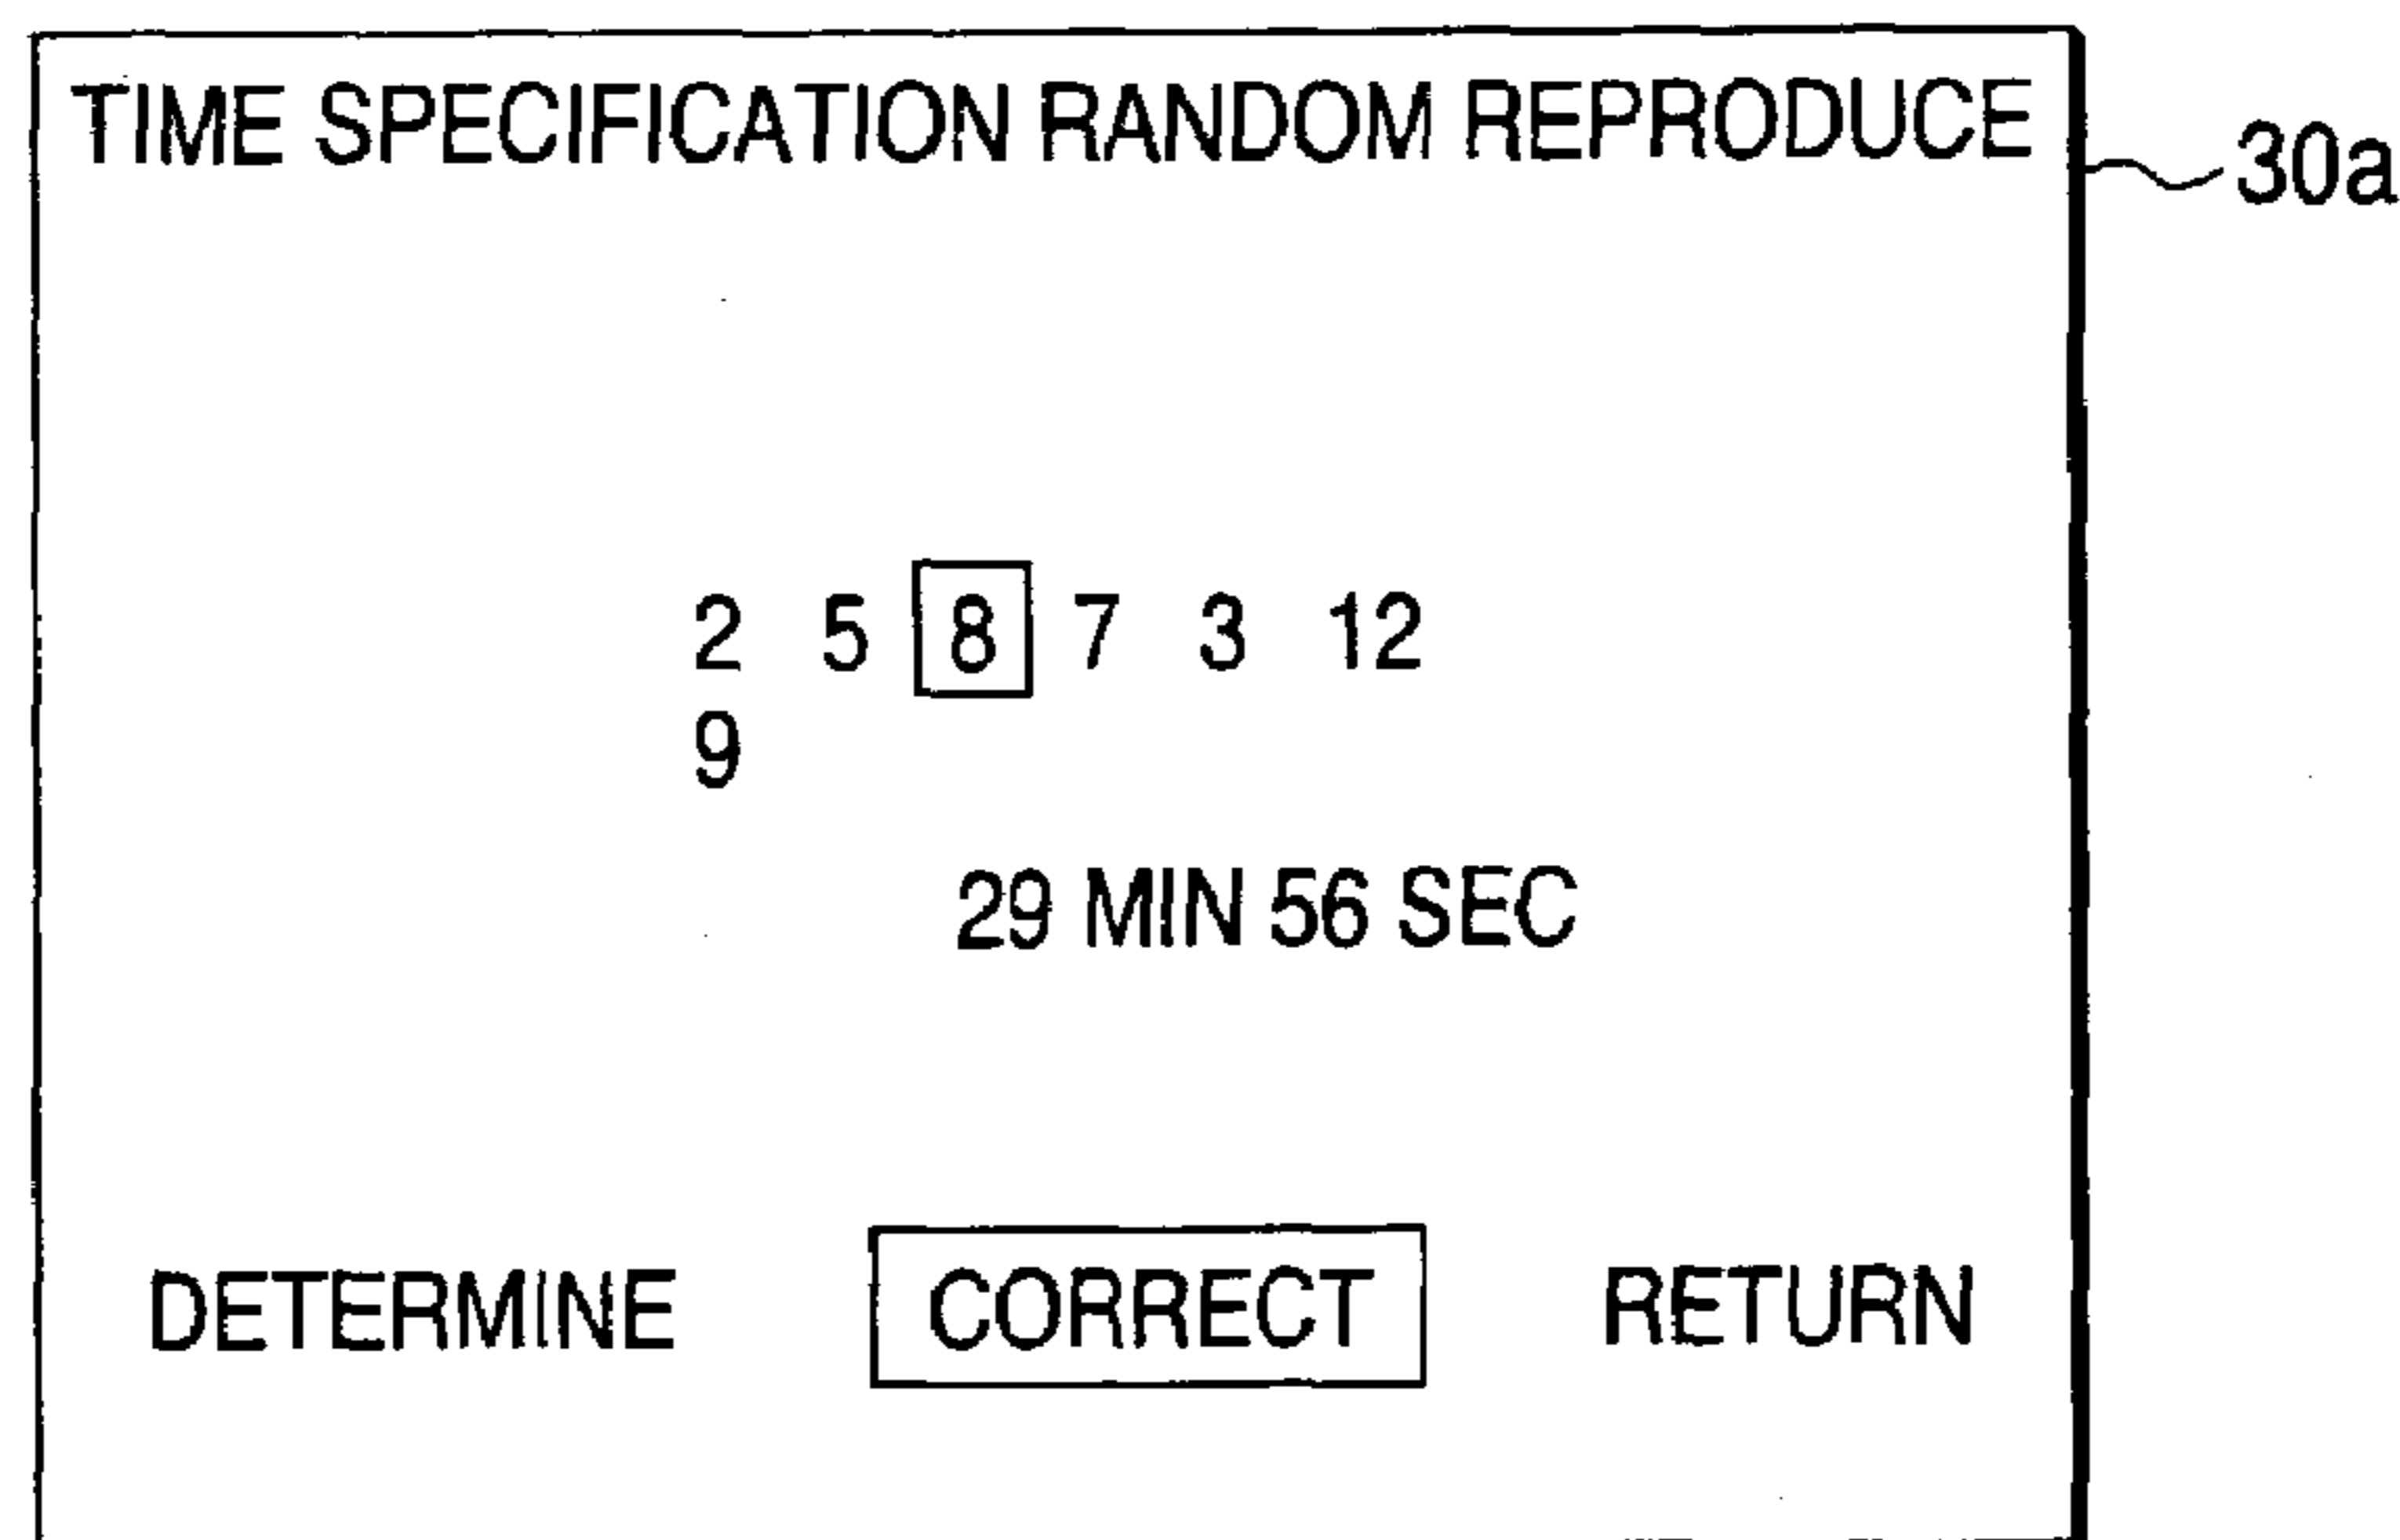 TIME SPECIFICATION RANDOM REPRODUCE
30a
2 5 8 7 3 12
9
29 MIN 56 SEC
DETERMINE CORRECT RETURN